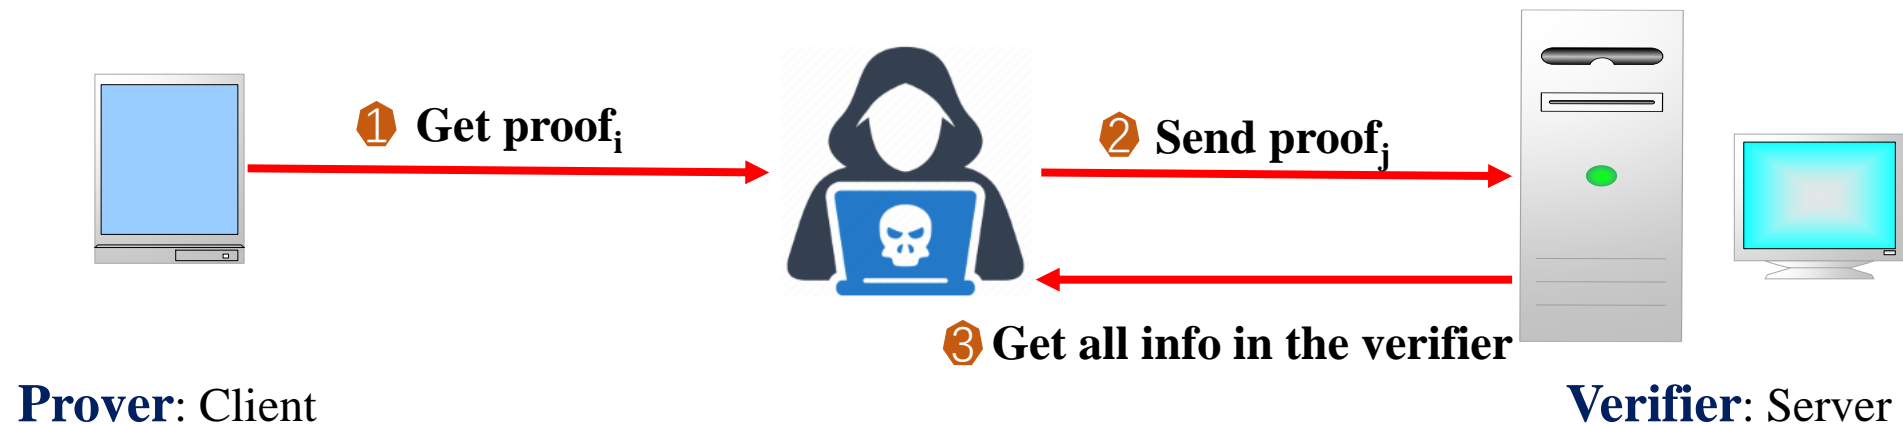 1 Get proofᵢ
2 Send proofⱼ
3 Get all info in the verifier
Prover: Client
Verifier: Server